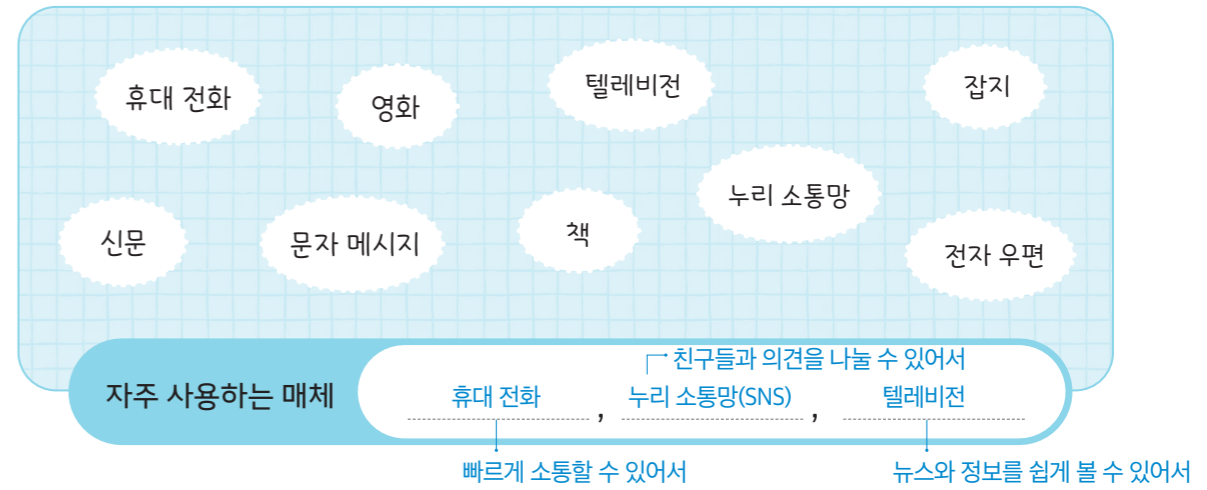 휴대 전화
영화
텔레비전
잡지
신문
문자 메시지
책
누리 소통망
전자 우편
친구들과 의견을 나눌 수 있어서
자주 사용하는 매체 휴대 전화, 누리 소통망(SNS), 텔레비전
빠르게 소통할 수 있어서
뉴스와 정보를 쉽게 볼 수 있어서